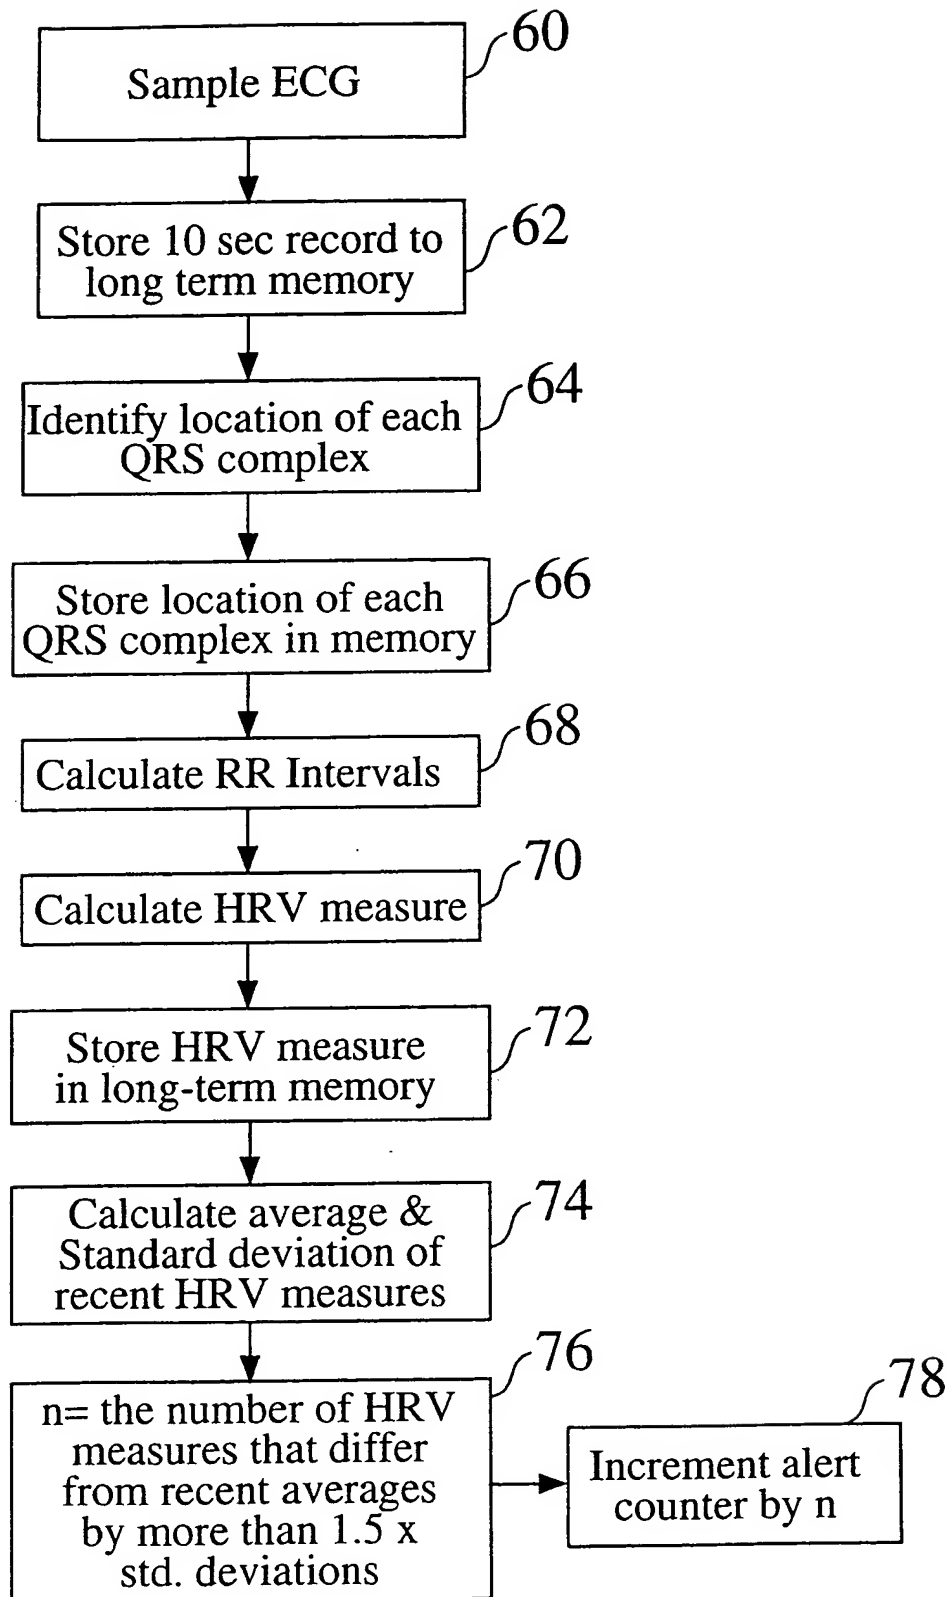 60
Sample ECG
62
Store 10 sec record to
long term memory
64
Identify location of each
QRS complex
66
Store location of each
QRS complex in memory
68
Calculate RR Intervals
70
Calculate HRV measure
72
Store HRV measure
in long-term memory
74
Calculate average &
Standard deviation of
recent HRV measures
76
n= the number of HRV
measures that differ
from recent averages
by more than 1.5 x
std. deviations
78
Increment alert
counter by n